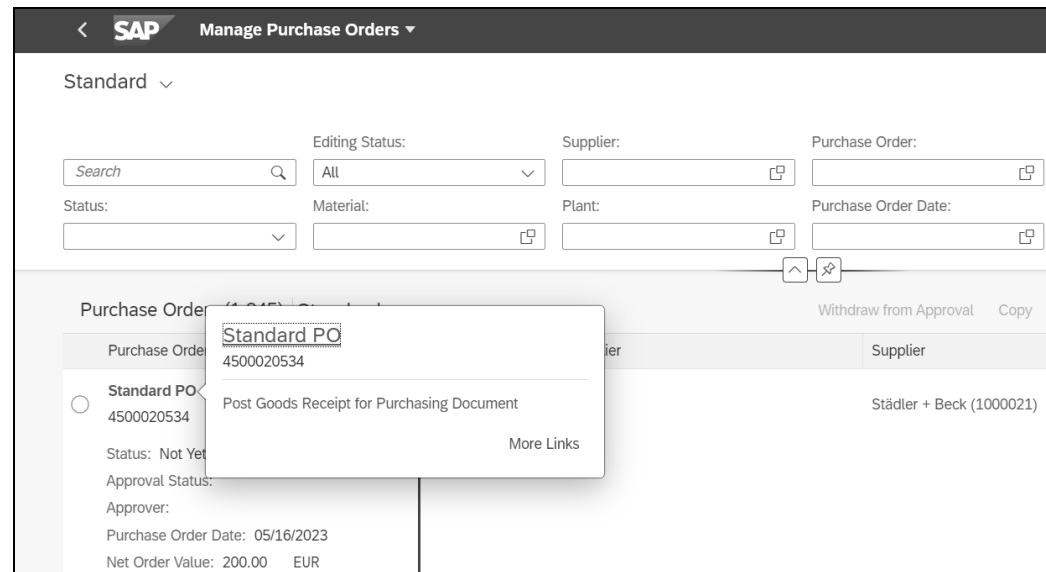 SAP Manage Purchase Orders
Standard
Editing Status:
Supplier:
Purchase Order:
Search
All
Status:
Material:
Plant:
Purchase Order Date:
Purchase Order
Withdraw from Approval Copy
Purchase Order
Supplier
Standard PO
4500020534
Post Goods Receipt for Purchasing Document
More Links
Standard PO
4500020534
Städler + Beck (1000021)
Status: Not Yet
Approval Status:
Approver:
Purchase Order Date: 05/16/2023
Net Order Value: 200.00 EUR